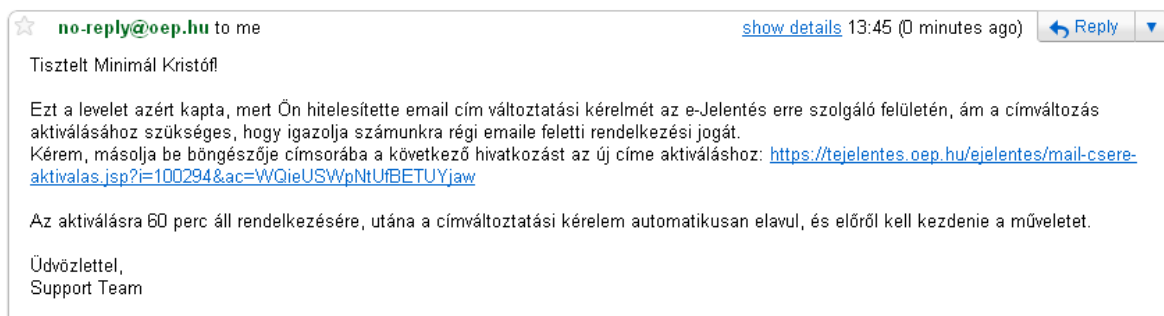 no-reply@oep.hu to me show details 13:45 (0 minutes ago) Reply
Tisztelt Minimál Kristóf!
Ezt a levelet azért kapta, mert Ön hitelesítette email cím változtatási kérelmét az e-Jelentés erre szolgáló felületén, ám a címváltozás
aktiválásához szükséges, hogy igazolja számunkra régi emaile feletti rendelkezési jogát.
Kérem, másolja be böngészője címsorába a következő hivatkozást az új címe aktiváláshoz: https://tejelentes.oep.hu/ejelentes/mail-csere-
aktivalas.jsp?i=100294&ac=WQieUSWpNtUfBETUYjaw
Az aktiválásra 60 perc áll rendelkezésére, utána a címváltoztatási kérelem automatikusan elavul, és előről kell kezdenie a műveletet.
Üdvözlettel,
Support Team